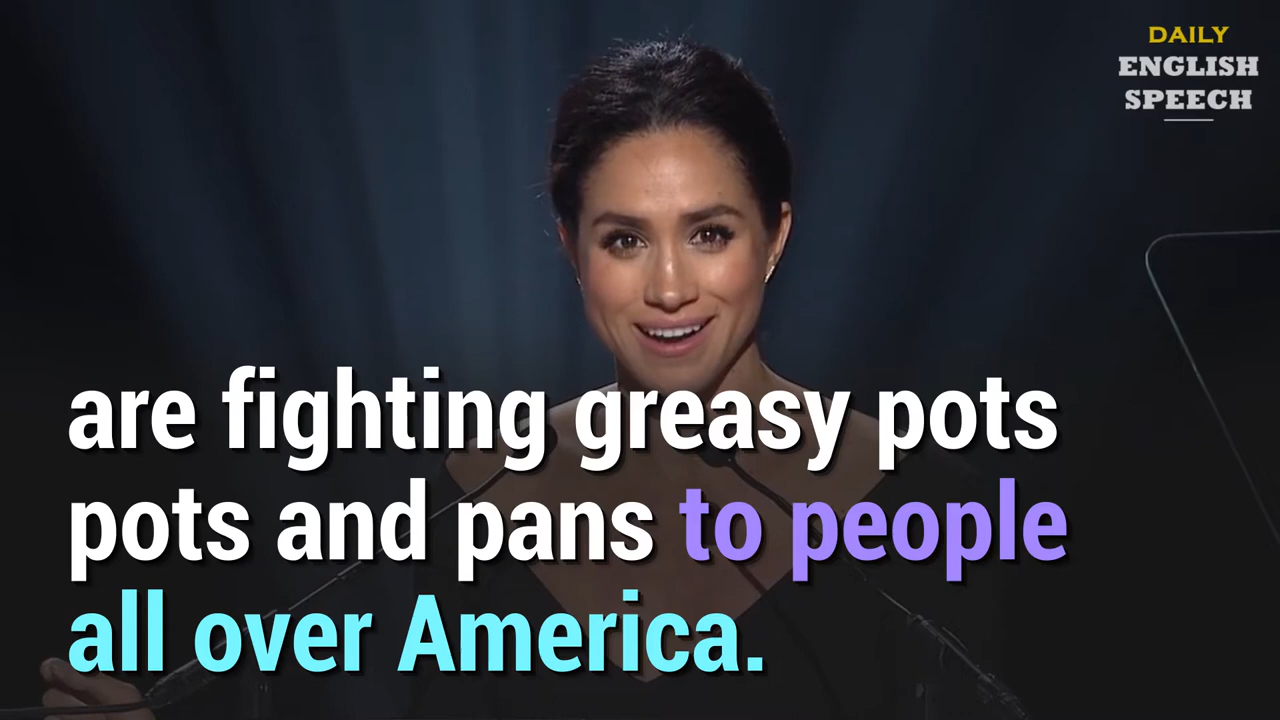 DAILY
ENGLISH
SPEECH
are fighting greasy pots
pots and pans to people
all over America.